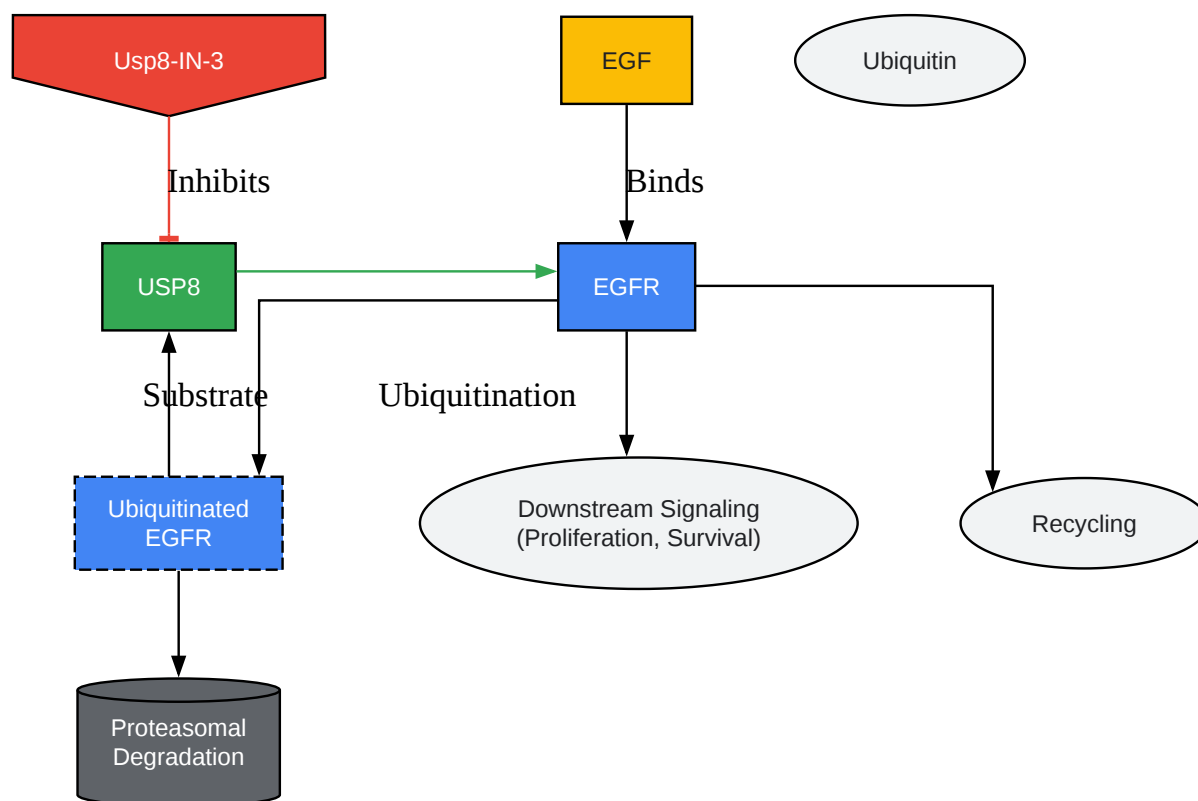 Usp8-IN-3
EGF
Ubiquitin
Inhibits
Binds
USP8
EGFR
Substrate
Ubiquitination
Ubiquitinated
EGFR
Downstream Signaling
(Proliferation, Survival)
Recycling
Proteasomal
Degradation